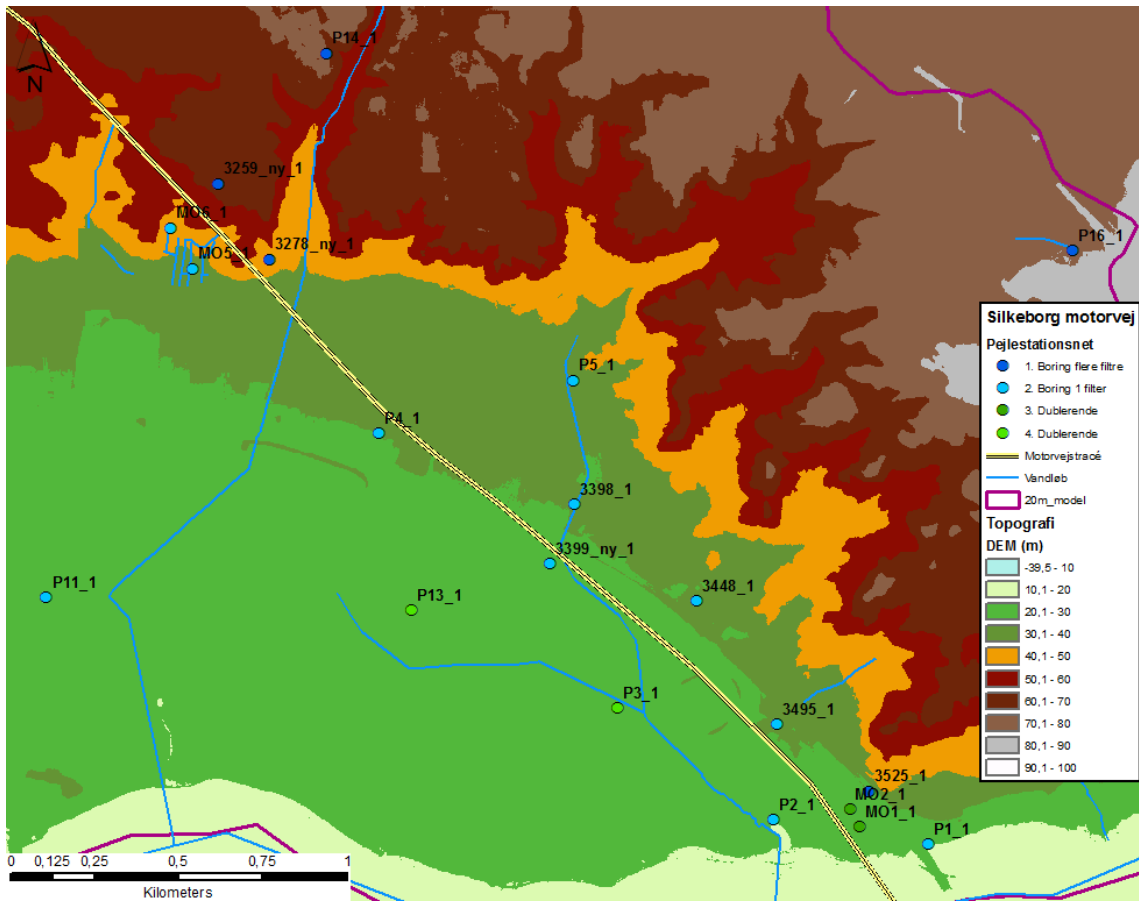 P14_1
N
3259_ny_1
MO6_1
3278_ny_1
MO5_1
P16_1
P5_1
P4_1
3398_1
3399_ny_1
P11_1
P13_1
3448_1
P3_1
3495_1
3525_1
MO2_1
MO1_1
P2_1
P1_1
Silkeborg motorvej
Pejlestationsnet
1. Boring flere filtre
2. Boring 1 filter
3. Dublerende
4. Dublerende
Motorvejstracé
Vandløb
20m_model
Topografi
DEM (m)
-39,5 - 10
10,1 - 20
20,1 - 30
30,1 - 40
40,1 - 50
50,1 - 60
60,1 - 70
70,1 - 80
80,1 - 90
90,1 - 100
0 0,125 0,25 0,5 0,75 1
Kilometers